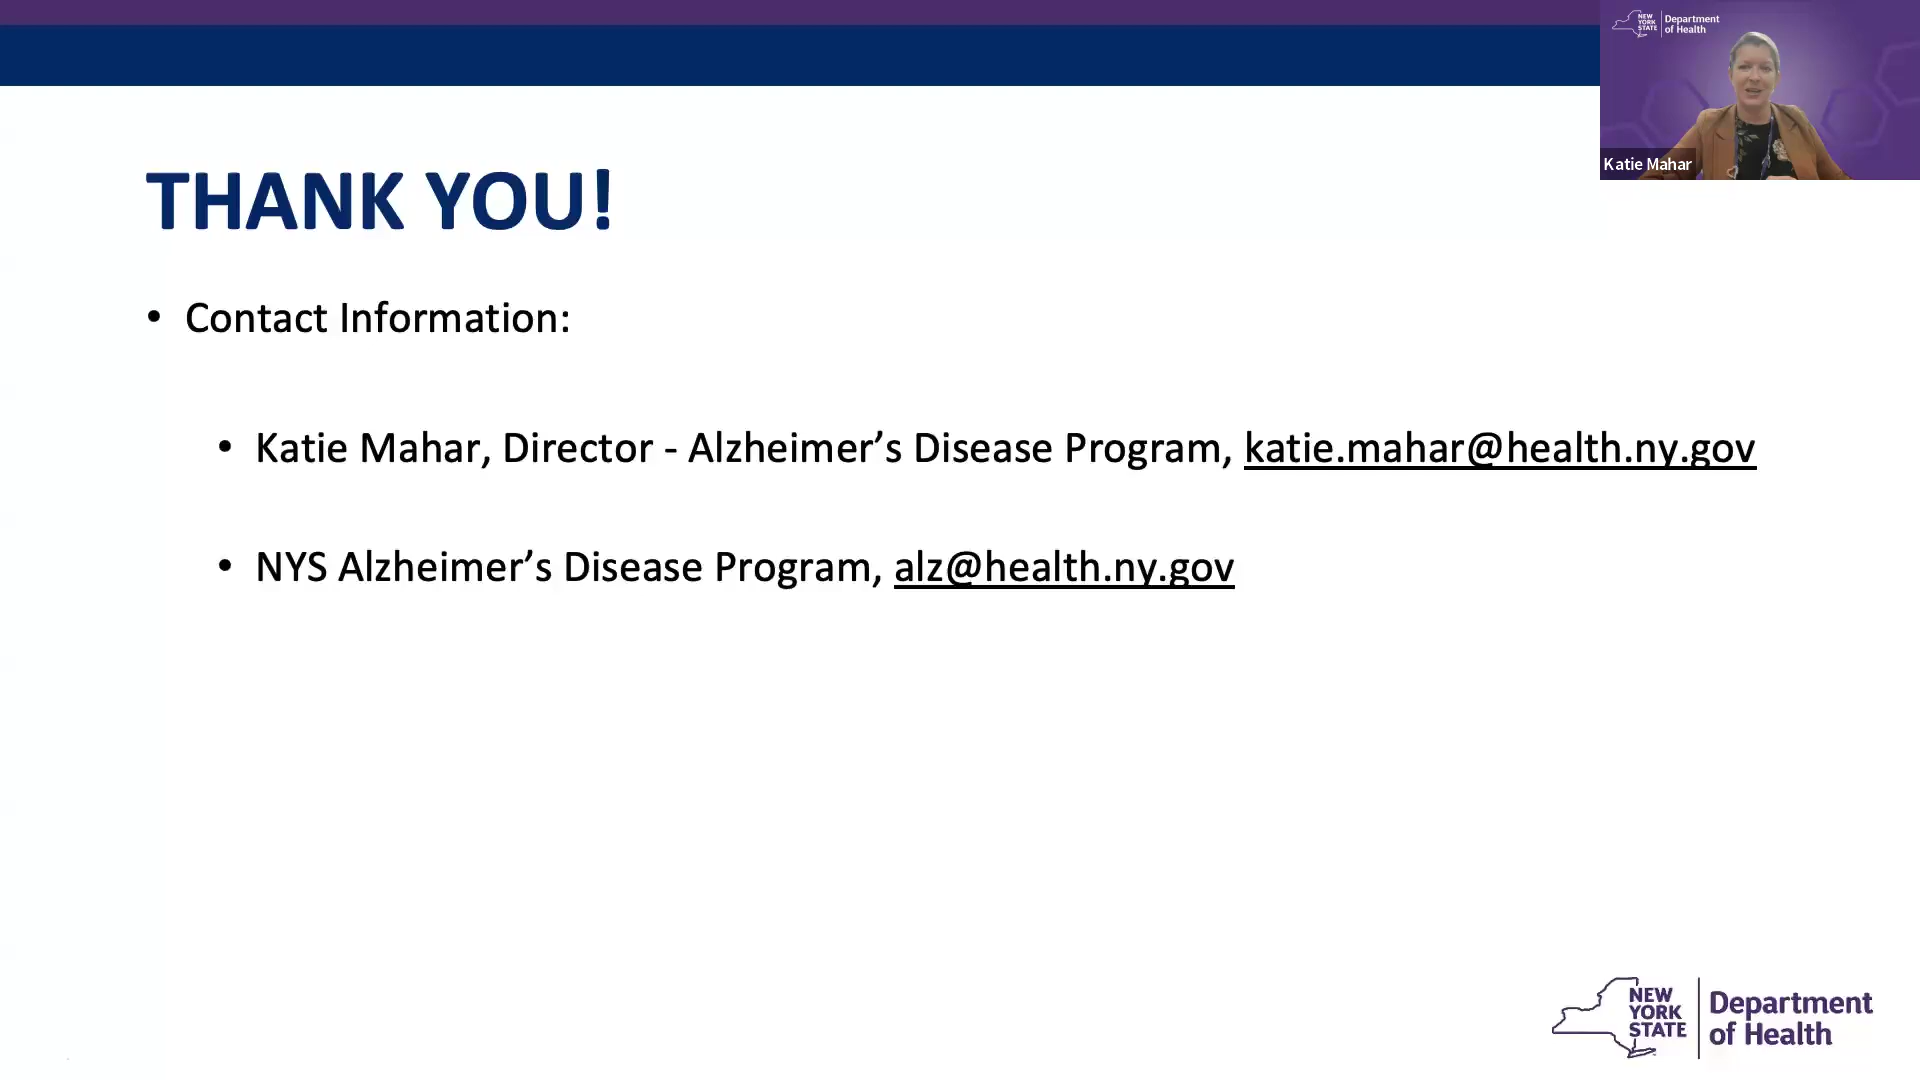 NEW
YORK
STATE
Department
of Health
Katie Mahar
THANK YOU!
• Contact Information:
• Katie Mahar, Director - Alzheimer’s Disease Program, katie.mahar@health.ny.gov
• NYS Alzheimer’s Disease Program, alz@health.ny.gov
NEW
YORK
STATE
Department
of Health